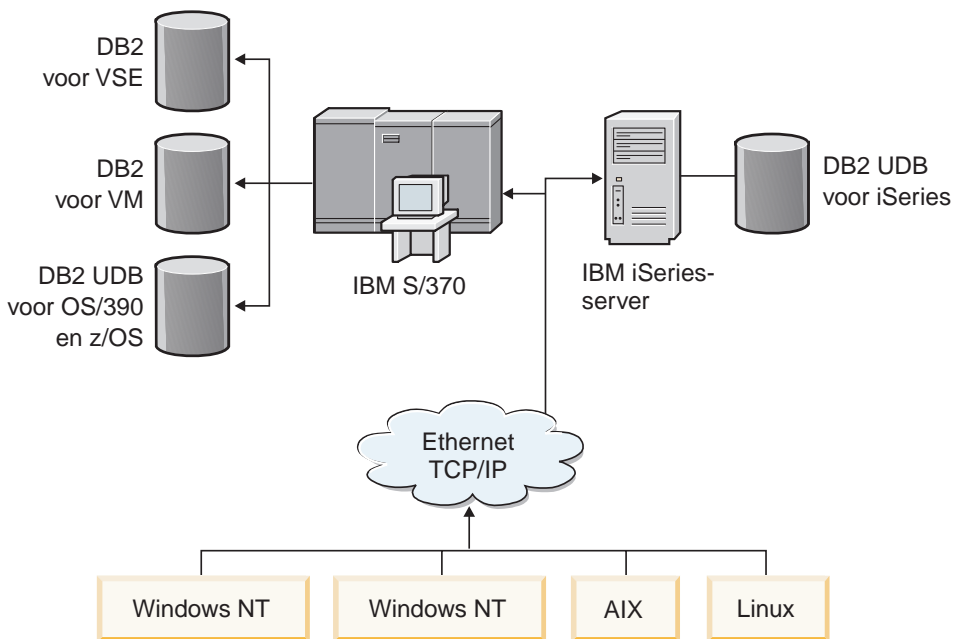 DB2
voor VSE
DB2
voor VM
DB2 UDB
voor OS/390
en z/OS
IBM S/370
IBM iSeries-
server
DB2 UDB
voor iSeries
Ethernet
TCP/IP
Windows NT
Windows NT
AIX
Linux